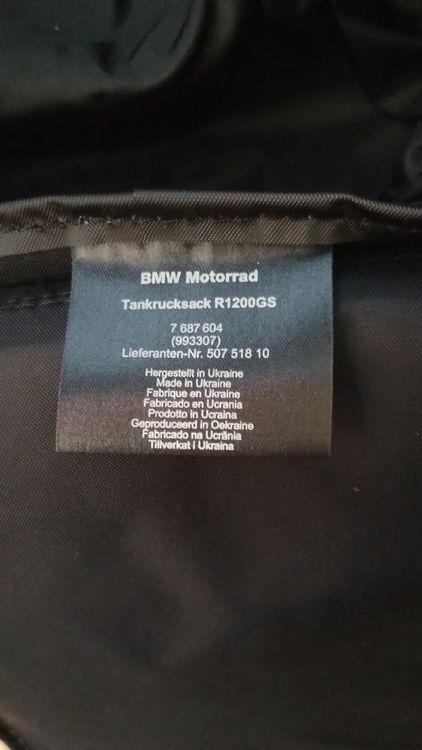 BMW Motorrad
Tankrucksack R1200GS
7 687 604
(993307)
Lieferanten-Nr. 507 518 10
Hergestellt in Ukraine
Made in Ukraine
Fabrique en Ukraine
Fabricado en Ucrania
Prodotto in Ucraina
Geproduceerd in Oekraine
Fabricado na Ucrânia
Tillverkat i Ukraina